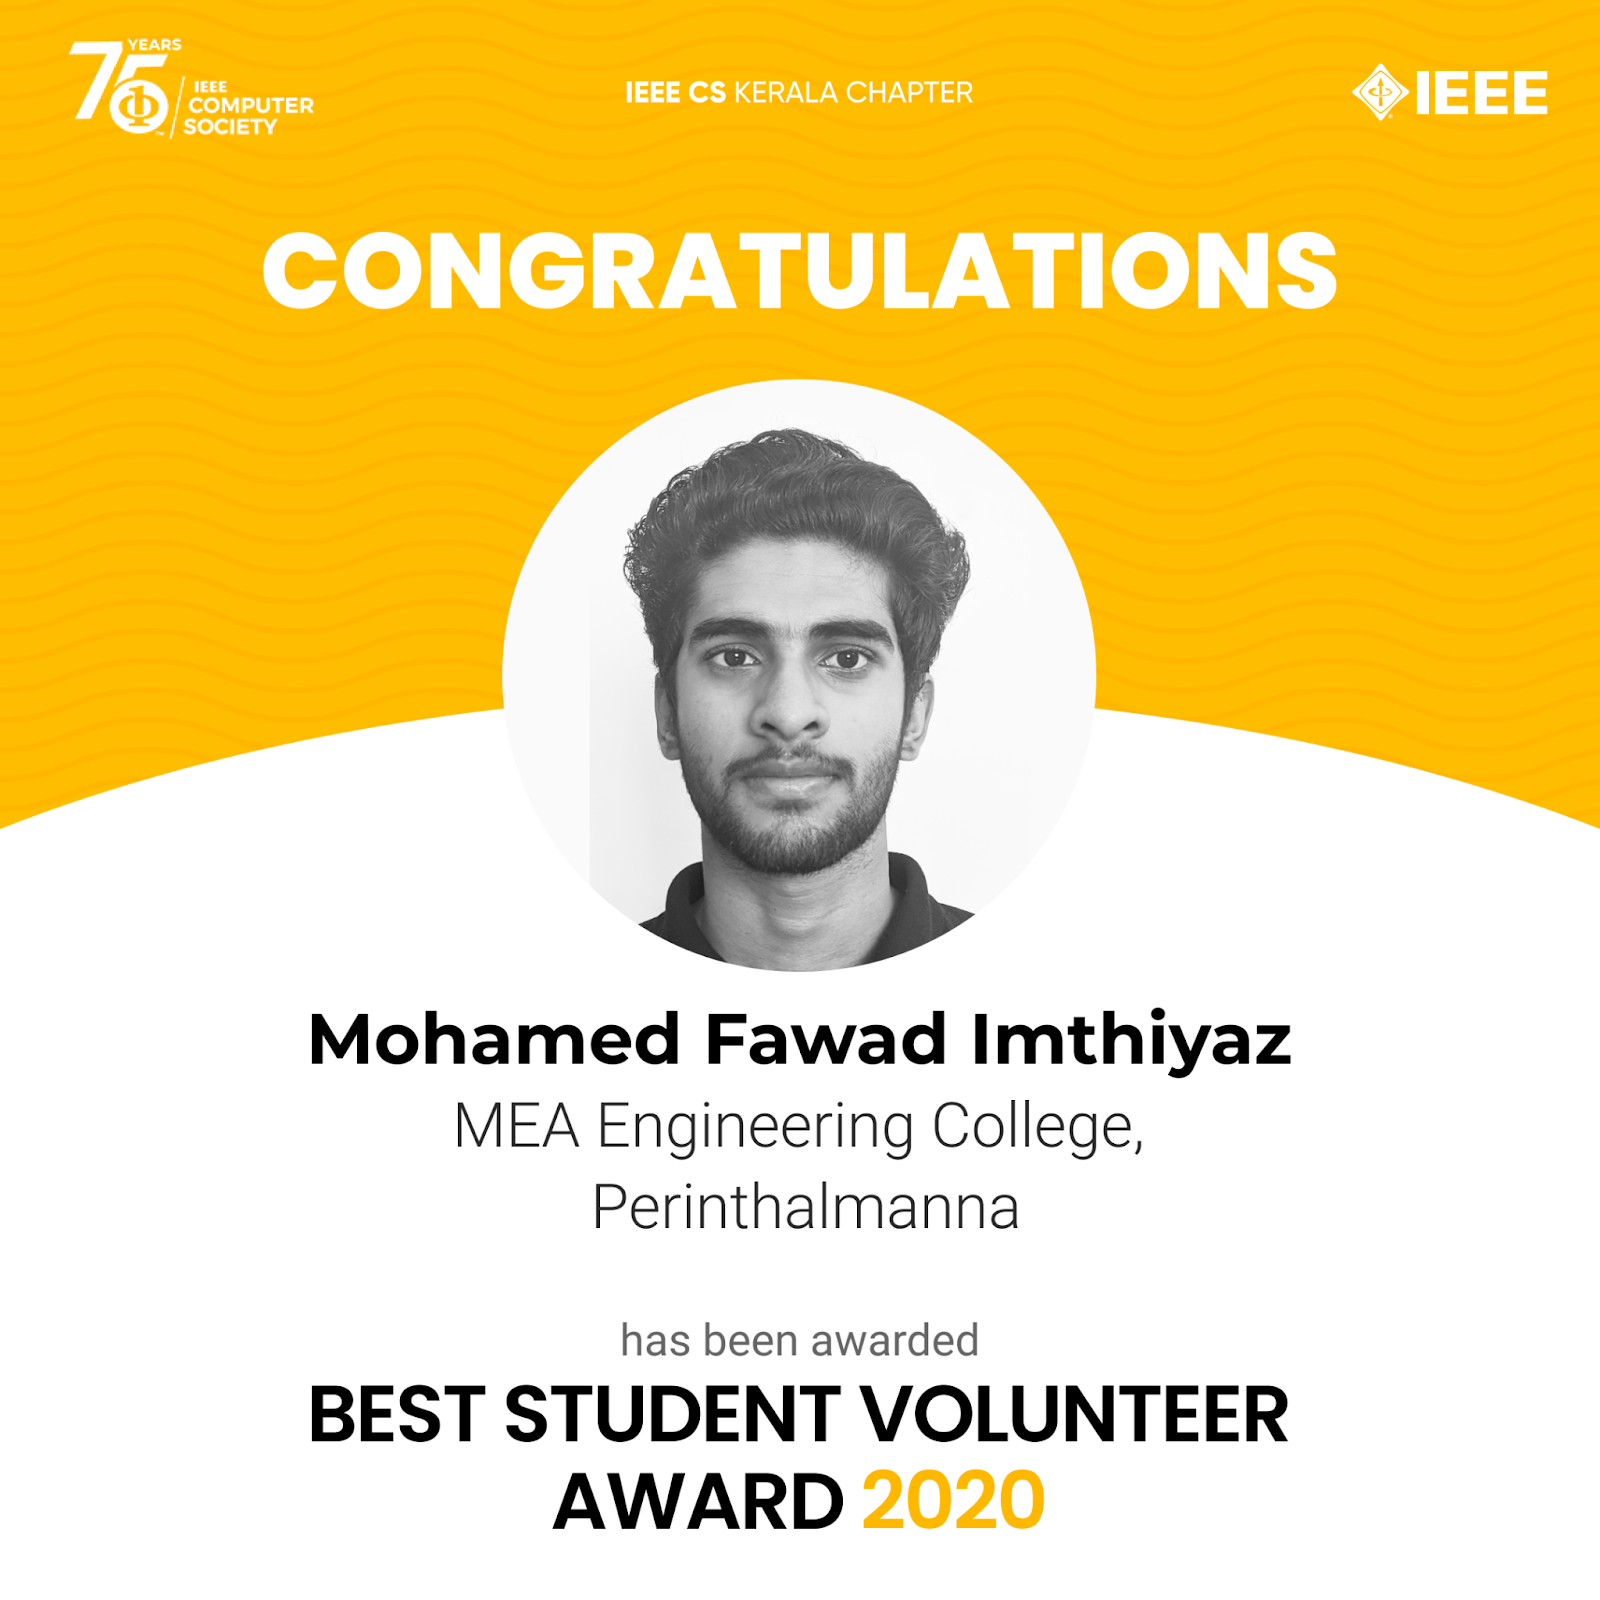 75 YEARS
IEEE
COMPUTER
SOCIETY
IEEE CS KERALA CHAPTER
IEEE
CONGRATULATIONS
Mohamed Fawad Imthiyaz
MEA Engineering College,
Perinthalmanna
has been awarded
BEST STUDENT VOLUNTEER
AWARD 2020